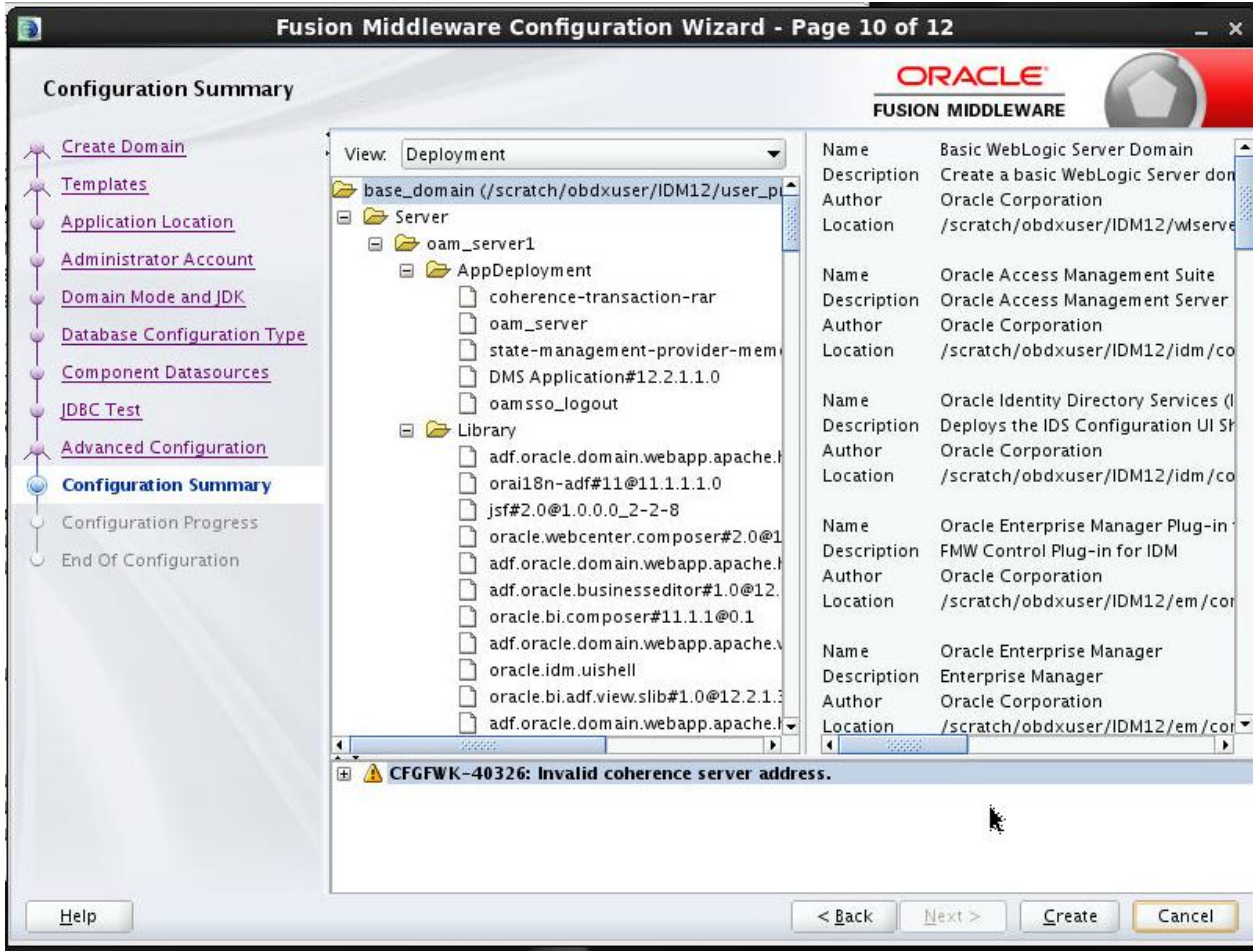 Fusion Middleware Configuration Wizard - Page 10 of 12
Configuration Summary
ORACLE
FUSION MIDDLEWARE
Create Domain
Templates
Application Location
Administrator Account
Domain Mode and JDK
Database Configuration Type
Component Datasources
JDBC Test
Advanced Configuration
Configuration Summary
Configuration Progress
End Of Configuration
View: Deployment
base_domain (/scratch/obdxuser/IDM12/user_p
Server
oam_server1
AppDeployment
coherence-transaction-rar
oam_server
state-management-provider-mem
DMS Application#12.2.1.1.0
oamsso_logout
Library
adf.oracle.domain.webapp.apache.
orai18n-adf#11@11.1.1.1.0
jsf#2.0@1.0.0.0_2-2-8
oracle.webcenter.composer#2.0@1
adf.oracle.domain.webapp.apache.
adf.oracle.businesseditor#1.0@12.
oracle.bi.composer#11.1.1@0.1
adf.oracle.domain.webapp.apache.v
oracle.idm.uishell
oracle.bi.adf.view.slib#1.0@12.2.1.
adf.oracle.domain.webapp.apache.
Name Basic WebLogic Server Domain
Description Create a basic WebLogic Server dom
Author Oracle Corporation
Location /scratch/obdxuser/IDM12/wlserve
Name Oracle Access Management Suite
Description Oracle Access Management Server
Author Oracle Corporation
Location /scratch/obdxuser/IDM12/idm/co
Name Oracle Identity Directory Services (I
Description Deploys the IDS Configuration UI Sh
Author Oracle Corporation
Location /scratch/obdxuser/IDM12/idm/co
Name Oracle Enterprise Manager Plug-in
Description FMW Control Plug-in for IDM
Author Oracle Corporation
Location /scratch/obdxuser/IDM12/em/con
Name Oracle Enterprise Manager
Description Enterprise Manager
Author Oracle Corporation
Location /scratch/obdxuser/IDM12/em/con
CFGFWK-40326: Invalid coherence server address.
Help
< Back
Next >
Create
Cancel